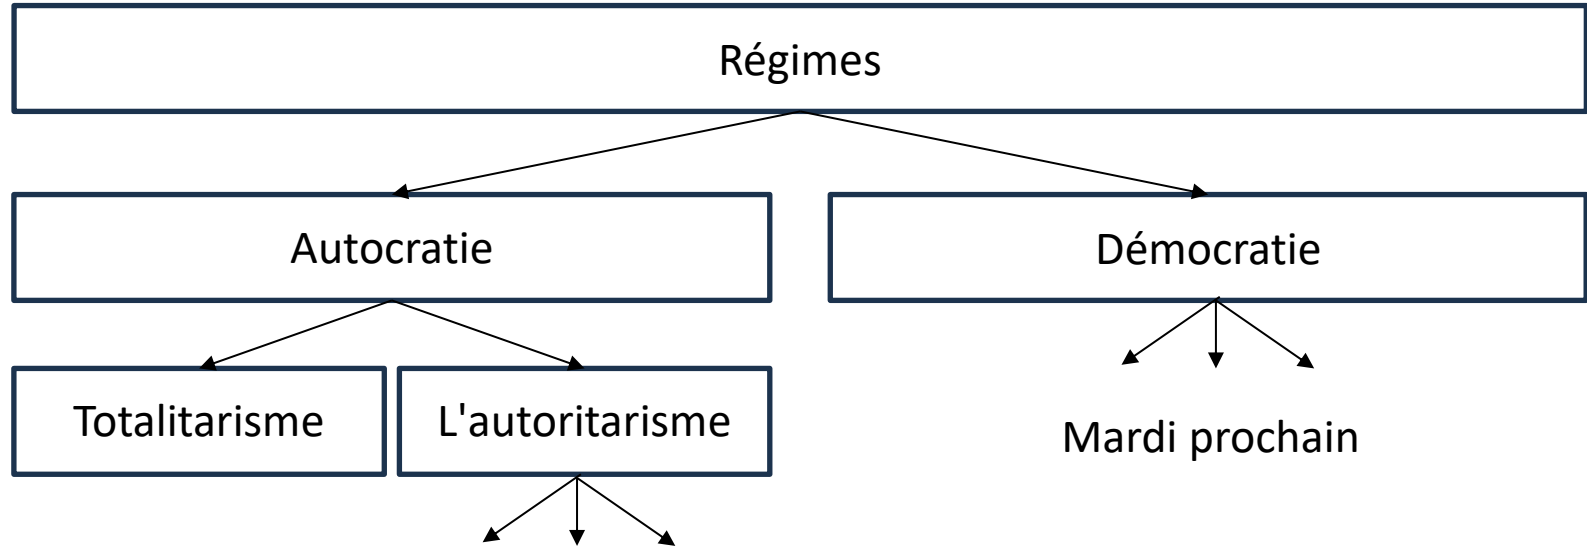 Régimes
Autocratie
Démocratie
Totalitarisme
L'autoritarisme
Mardi prochain